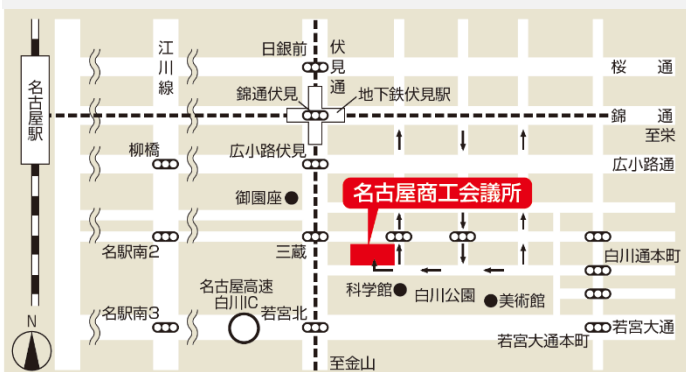 江川線
日銀前
伏見通
桜 通
名古屋駅
錦通伏見
地下鉄伏見駅
錦 通
至栄
柳橋
広小路伏見
広小路通
御園座
名古屋商工会議所
名駅南2
三蔵
白川通本町
名古屋高速
白川IC
科学館
白川公園
美術館
N
名駅南3
若宮北
若宮大通
若宮大通本町
至金山